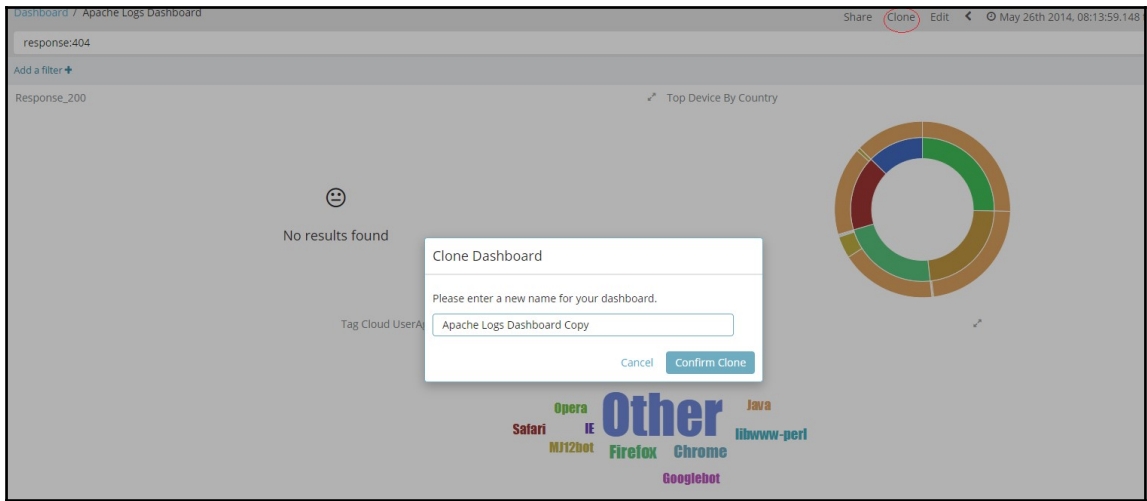 Dashboard / Apache Logs Dashboard
Share Clone Edit May 26th 2014, 08:13:59.148
response:404
Add a filter +
Response_200
Top Device By Country
No results found
Clone Dashboard
Please enter a new name for your dashboard.
Apache Logs Dashboard Copy
Cancel Confirm Clone
Tag Cloud UserAg
Opera Other Java
Safari IE libwww-perl
MJ12bot Firefox Chrome
Googlebot